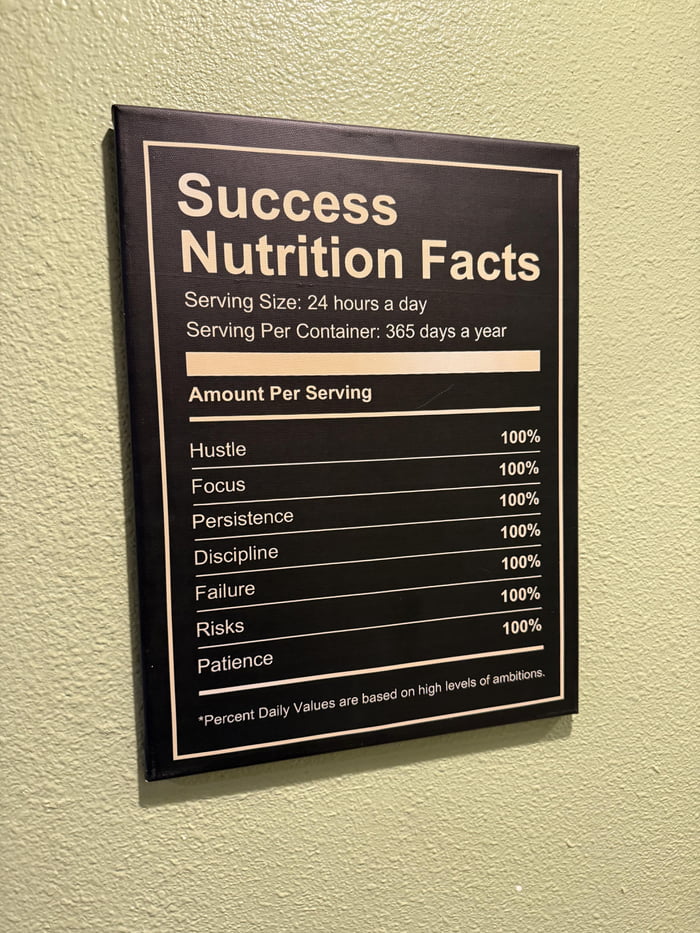 Success
Nutrition Facts
Serving Size: 24 hours a day
Serving Per Container: 365 days a year
Amount Per Serving
Hustle 100%
Focus 100%
Persistence 100%
Discipline 100%
Failure 100%
Risks 100%
Patience 100%
*Percent Daily Values are based on high levels of ambitions.